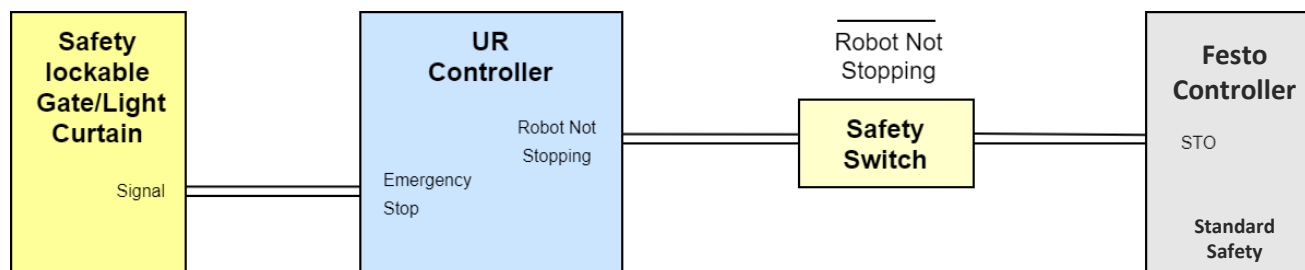 Safety
lockable
Gate/Light
Curtain
Signal
UR
Controller
Robot Not
Stopping
Emergency
Stop
Robot Not
Stopping
Safety
Switch
Festo
Controller
STO
Standard
Safety